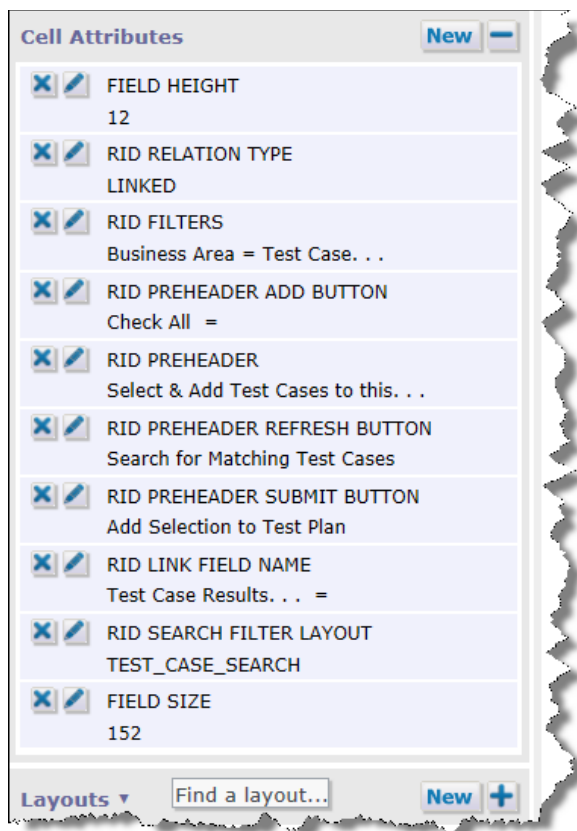 Cell Attributes New
FIELD HEIGHT
12
RID RELATION TYPE
LINKED
RID FILTERS
Business Area = Test Case. . .
RID PREHEADER ADD BUTTON
Check All =
RID PREHEADER
Select & Add Test Cases to this. . .
RID PREHEADER REFRESH BUTTON
Search for Matching Test Cases
RID PREHEADER SUBMIT BUTTON
Add Selection to Test Plan
RID LINK FIELD NAME
Test Case Results. . . =
RID SEARCH FILTER LAYOUT
TEST_CASE_SEARCH
FIELD SIZE
152
Layouts Find a layout... New